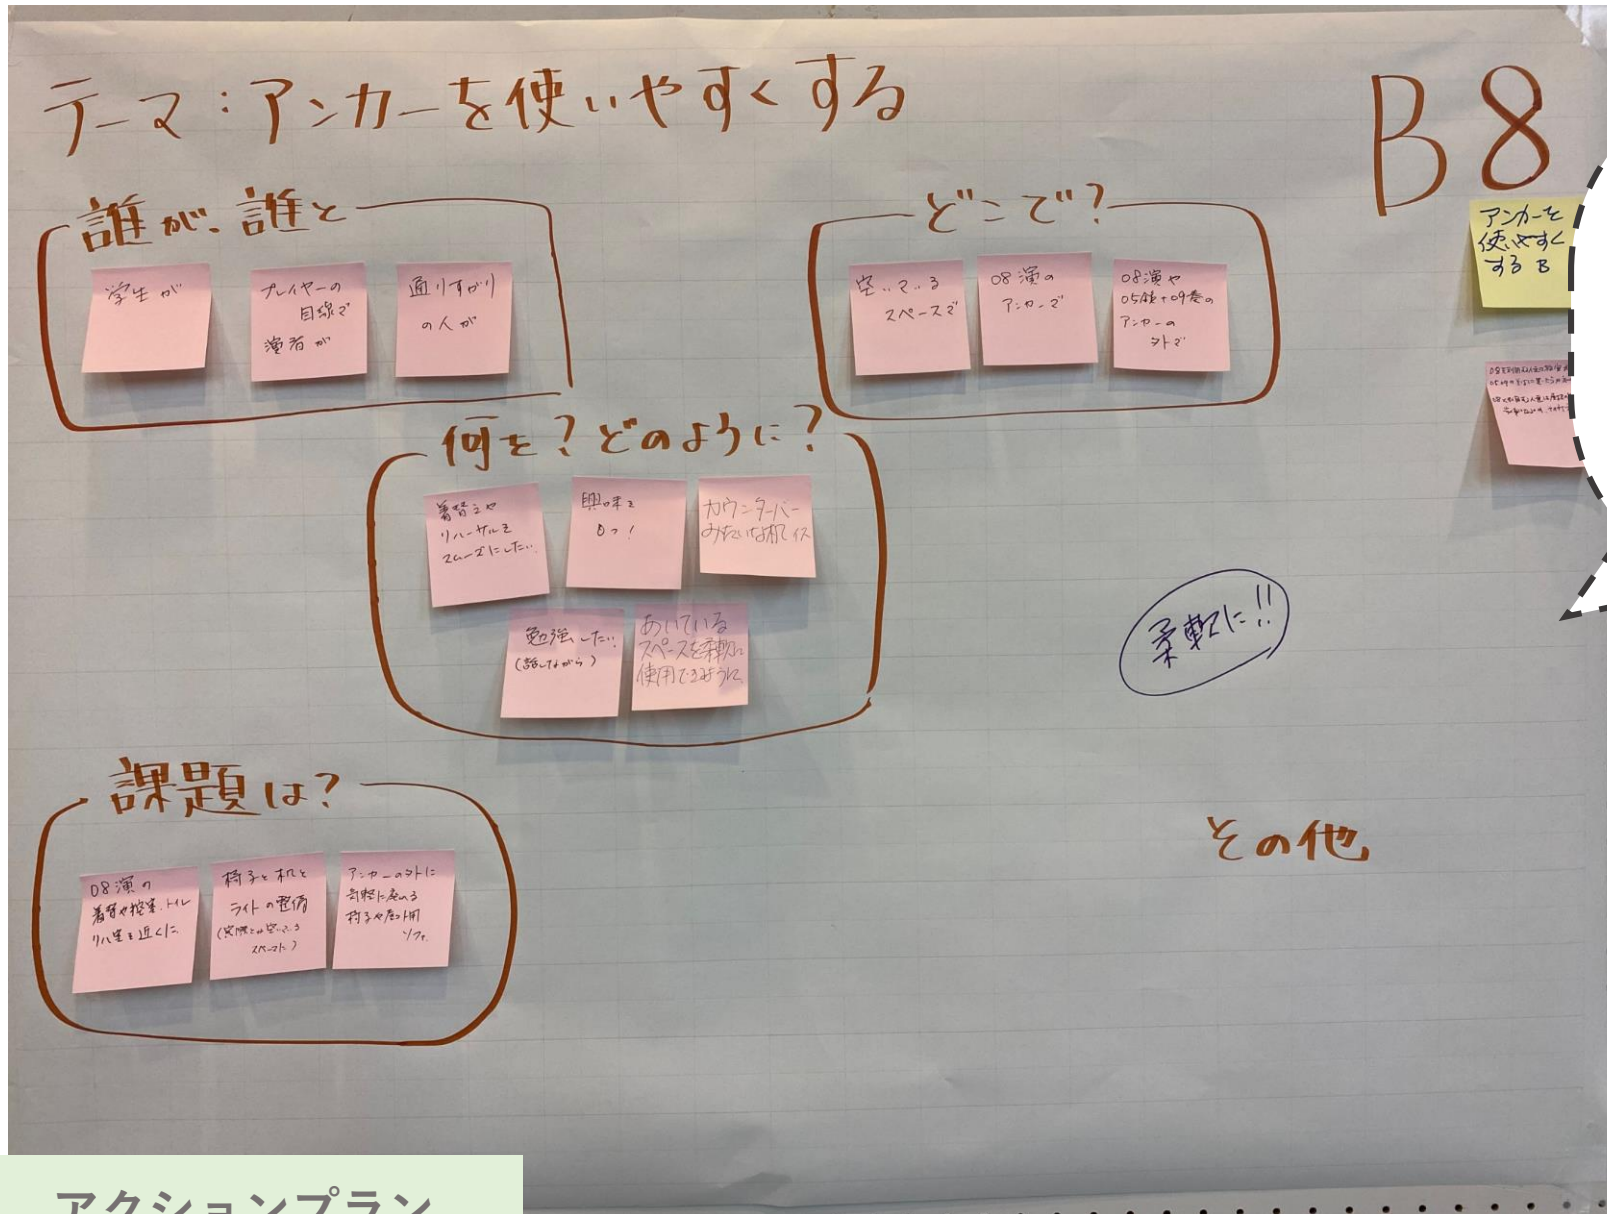 テーマ:アンカーを使いやすくする
B8
誰が、誰と
学生が
プレイヤーの
目線で
演者が
通りすがり
の人が
どこで?
空いている
スペースで
08演の
アンカーで
08演や
05錬+09奏の
アンカーの
外で
アンカーを
使いやすく
するB
何を?どのように?
着替えや
リハーサルを
スムーズにしたい
興味を
もつ!
カウンターバー
みたいな机イス
勉強したい
(話しながら)
あいている
スペースを柔軟に
使用できるように
柔軟に!!
課題は?
08演の
着替や控室、トイレ
リハ室を近くに
椅子と机と
ライトの整備
(実際には空いている
スペースに)
アンカーの外に
気軽に座れる
椅子や
ソファ
その他
アクションプラン